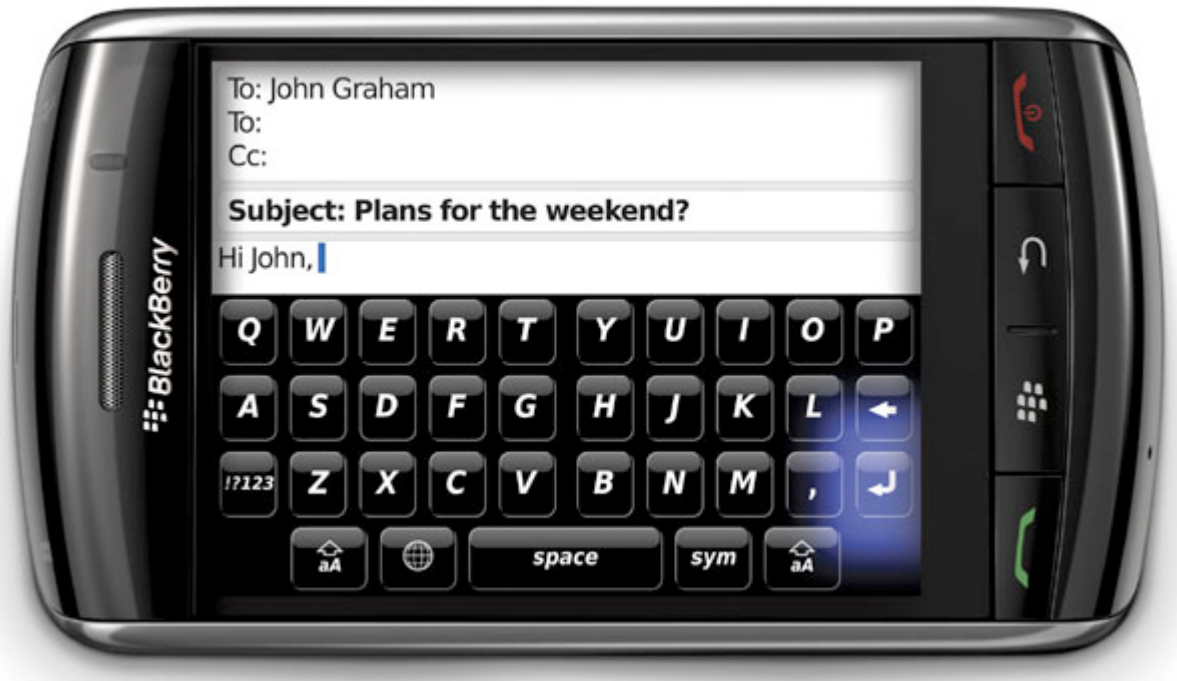 To: John Graham
To:
Cc:
Subject: Plans for the weekend?
Hi John,
BlackBerry
Q W E R T Y U I O P
A S D F G H J K L
!?123 Z X C V B N M ,
aA space sym aA